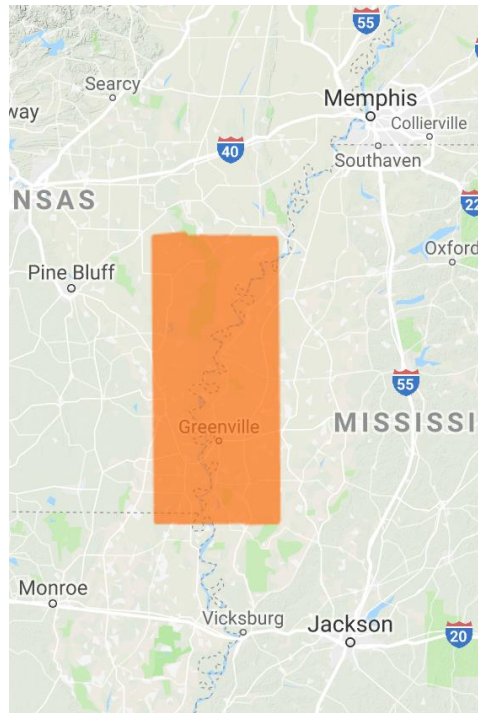 55
Searcy
way
Memphis
Collierville
40
Southaven
NSAS
22
Oxford
Pine Bluff
55
MISSISSI
Greenville
Monroe
Vicksburg
Jackson
20